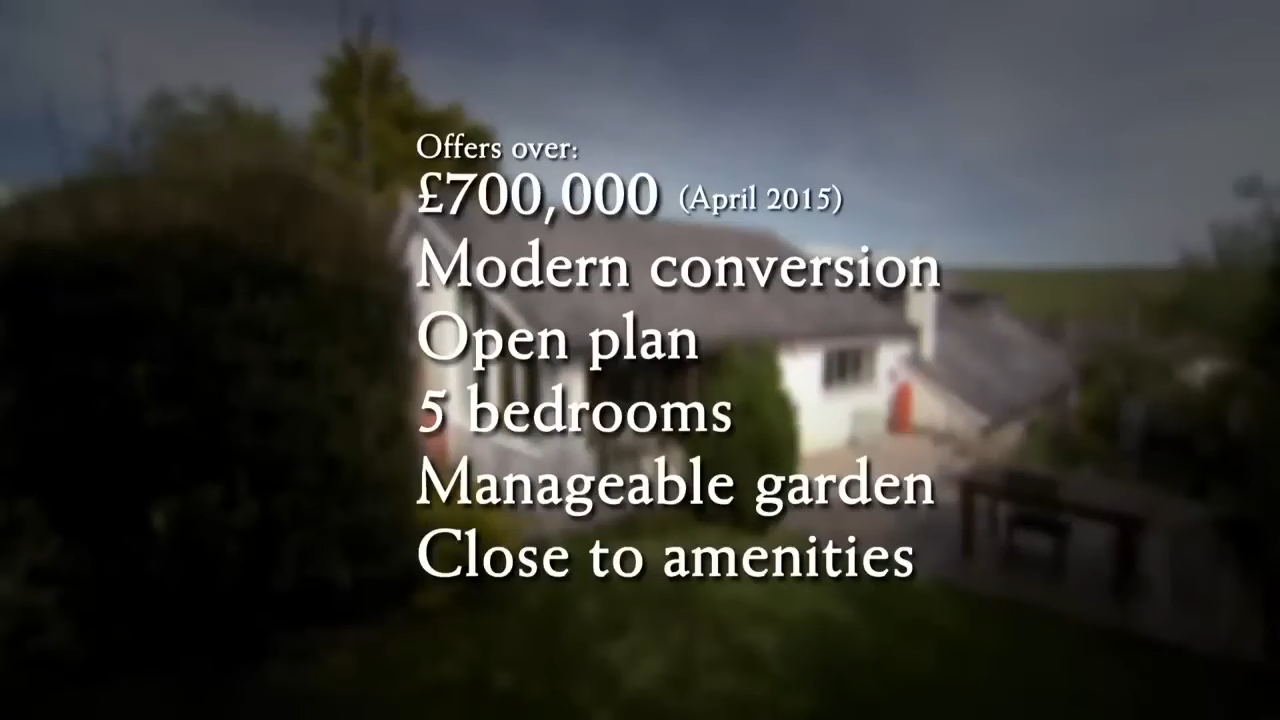 Offers over:
£700,000 (April 2015)
Modern conversion
Open plan
5 bedrooms
Manageable garden
Close to amenities